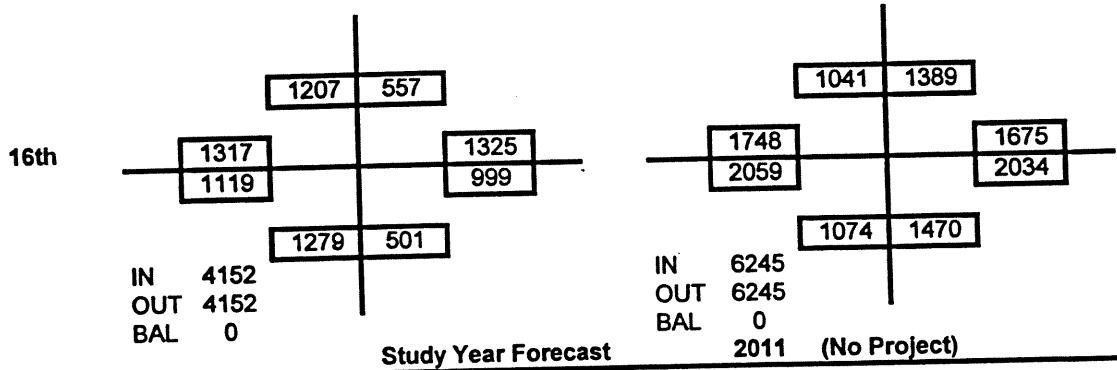 1207 557 1041 1389
16th 1317 1325 1748 1675
1119 999 2059 2034
1279 501 1074 1470
IN 4152 IN 6245
OUT 4152 OUT 6245
BAL 0 BAL 0
Study Year Forecast 2011 (No Project)